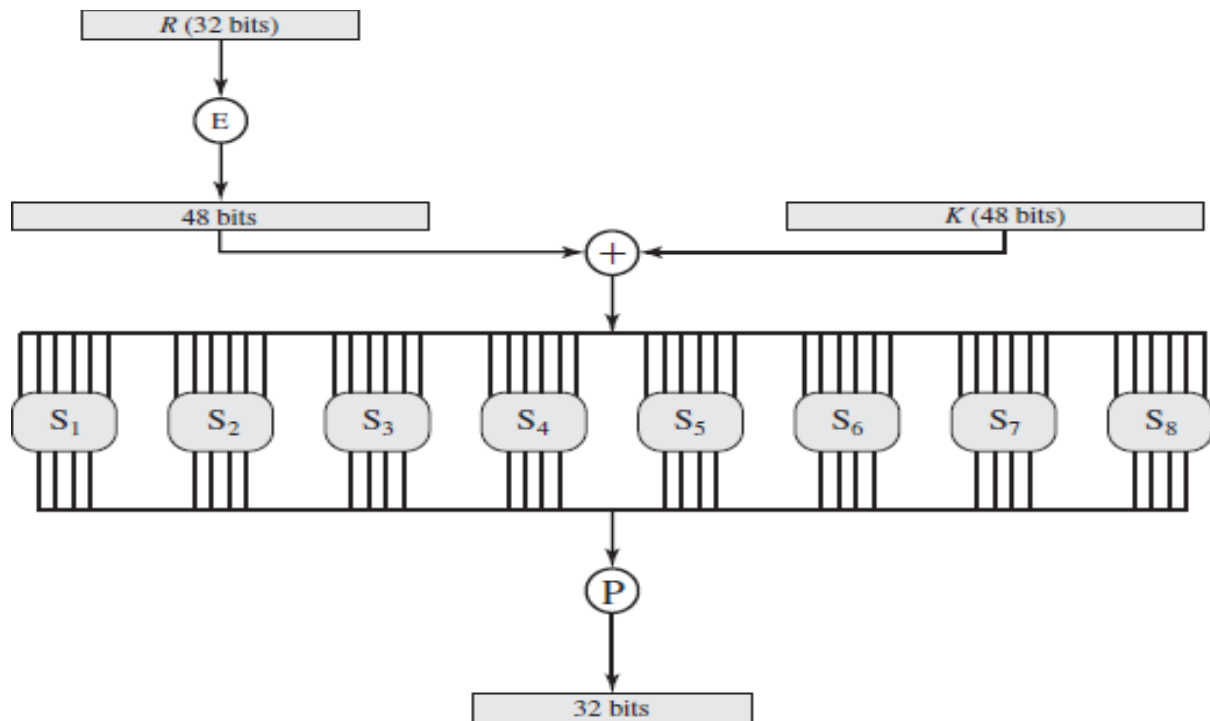 R (32 bits)
E
48 bits
K (48 bits)
+
S₁ S₂ S₃ S₄ S₅ S₆ S₇ S₈
P
32 bits